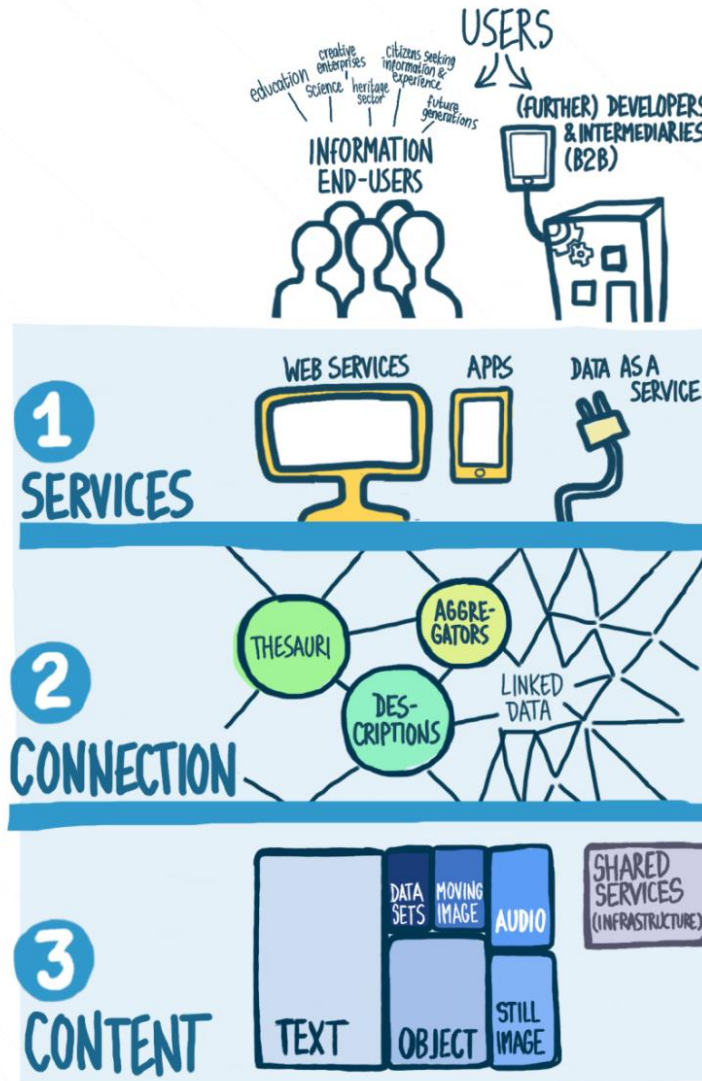 USERS
education
science
creative
enterprises
heritage
sector
citizens seeking
information &
experience
future
generations
INFORMATION
END-USERS
(FURTHER) DEVELOPERS
& INTERMEDIARIES
(B2B)
1
SERVICES
WEB SERVICES
APPS
DATA AS A
SERVICE
2
CONNECTION
THESAURI
AGGRE-
GATORS
DES-
CRIPTIONS
LINKED
DATA
3
CONTENT
TEXT
DATA
SETS
MOVING
IMAGE
AUDIO
OBJECT
STILL
IMAGE
SHARED
SERVICES
(INFRASTRUCTURE)